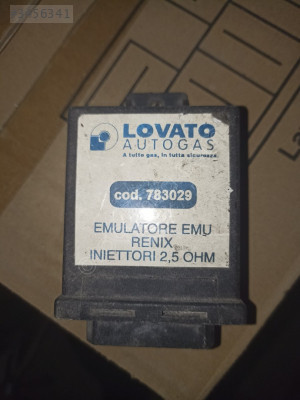 LOVATO
AUTOGAS
A tutto gas, in tutta sicurezza.
cod. 783029
EMULATORE EMU
RENIX
INIETTORI 2,5 OHM